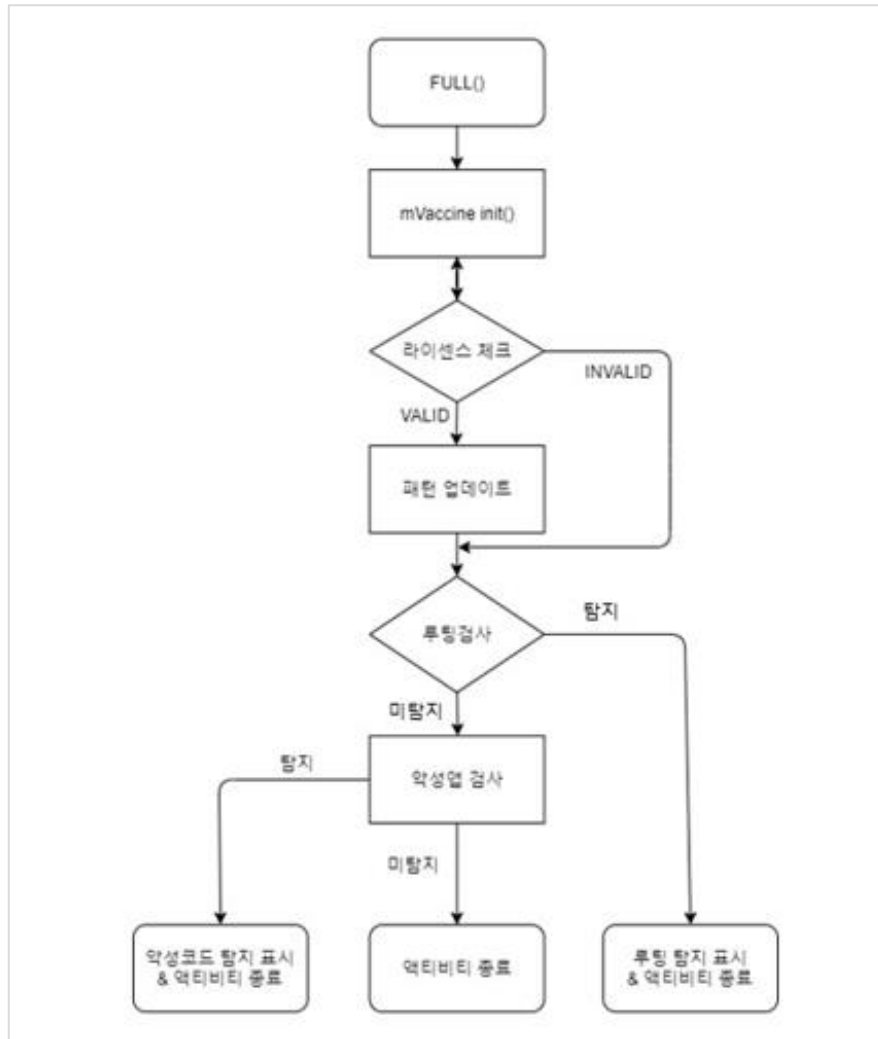 FULL()
mVaccine init()
라이센스 체크
INVALID
VALID
패턴 업데이트
탐지
루팅검사
미탐지
탐지
악성앱 검사
미탐지
악성코드 탐지 표시
& 액티비티 종료
액티비티 종료
루팅 탐지 표시
& 액티비티 종료